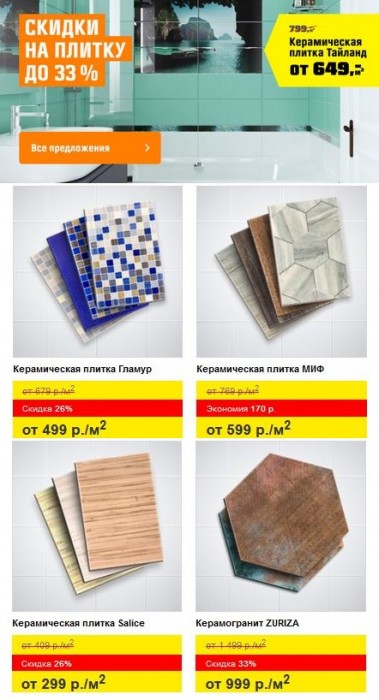 СКИДКИ
НА ПЛИТКУ
ДО 33 %
799,-
Керамическая
плитка Тайланд
от 649,-
Все предложения
Керамическая плитка Гламур
от 679 р./м²
Скидка 26%
от 499 р./м²
Керамическая плитка МИФ
от 769 р./м²
Экономия 170 р.
от 599 р./м²
Керамическая плитка Salice
от 409 р./м²
Скидка 26%
от 299 р./м²
Керамогранит ZURIZA
от 1 499 р./м²
Скидка 33%
от 999 р./м²